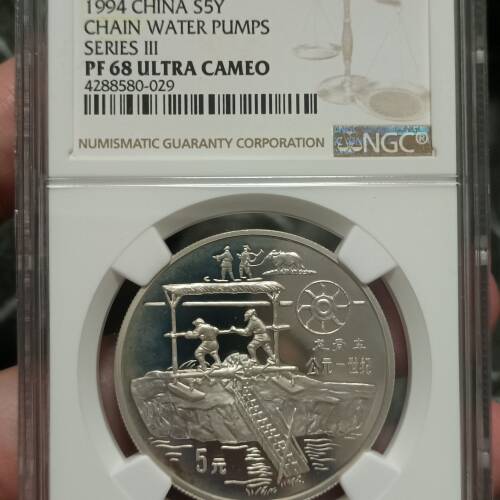 1994 CHINA S5Y
CHAIN WATER PUMPS
SERIES III
PF 68 ULTRA CAMEO
4288580-029
NUMISMATIC GUARANTY CORPORATION
NGC®
龙骨车
公元一世纪
5元